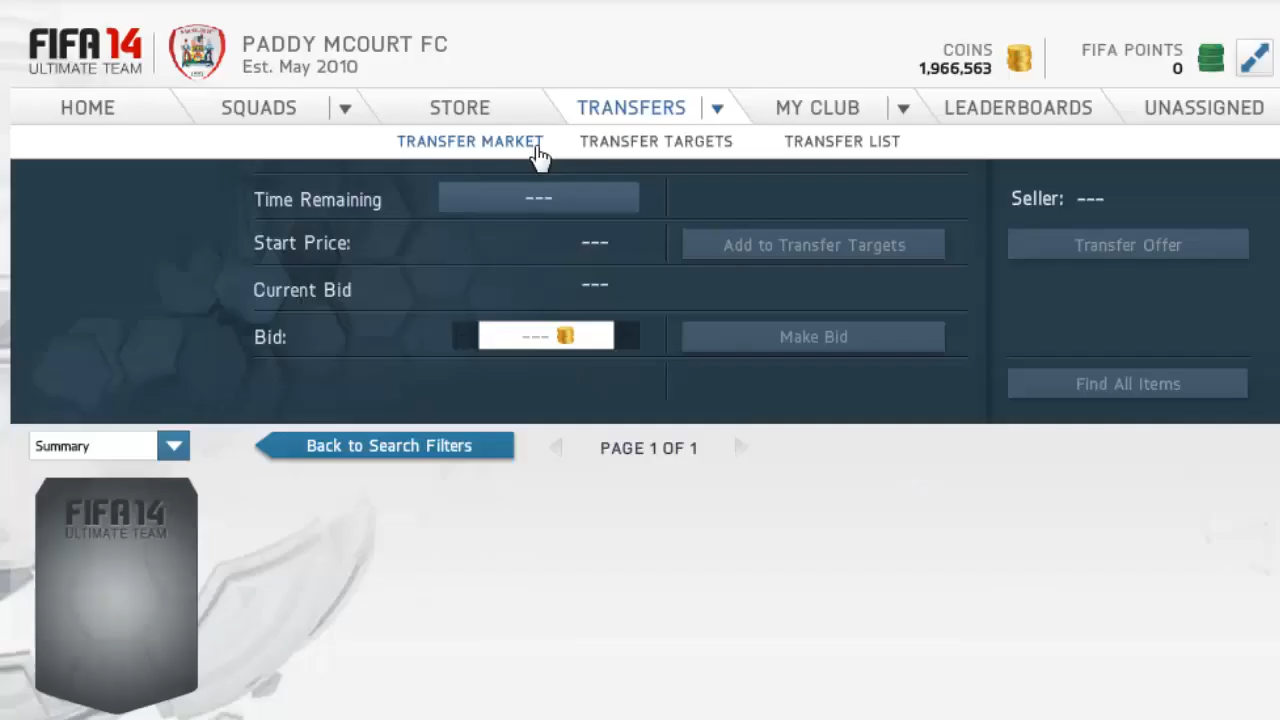 FIFA 14
ULTIMATE TEAM
PADDY MCOURT FC
Est. May 2010
COINS
1,966,563
FIFA POINTS
0
HOME
SQUADS
STORE
TRANSFERS
MY CLUB
LEADERBOARDS
UNASSIGNED
TRANSFER MARKET
TRANSFER TARGETS
TRANSFER LIST
Time Remaining
---
Seller: ---
Start Price:
---
Add to Transfer Targets
Transfer Offer
Current Bid
---
Bid:
---
Make Bid
Find All Items
Summary
Back to Search Filters
PAGE 1 OF 1
FIFA 14
ULTIMATE TEAM